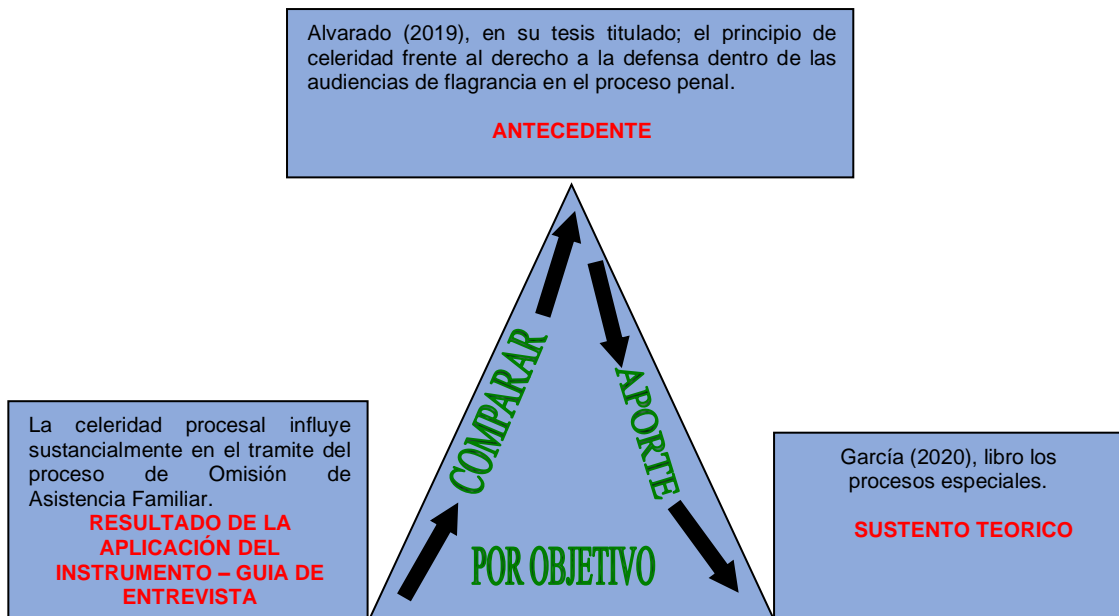 Alvarado (2019), en su tesis titulado; el principio de
celeridad frente al derecho a la defensa dentro de las
audiencias de flagrancia en el proceso penal.
ANTECEDENTE
COMPARAR
APORTE
La celeridad procesal influye
sustancialmente en el tramite del
proceso de Omisión de
Asistencia Familiar.
RESULTADO DE LA
APLICACIÓN DEL
INSTRUMENTO – GUIA DE
ENTREVISTA
POR OBJETIVO
García (2020), libro los
procesos especiales.
SUSTENTO TEORICO